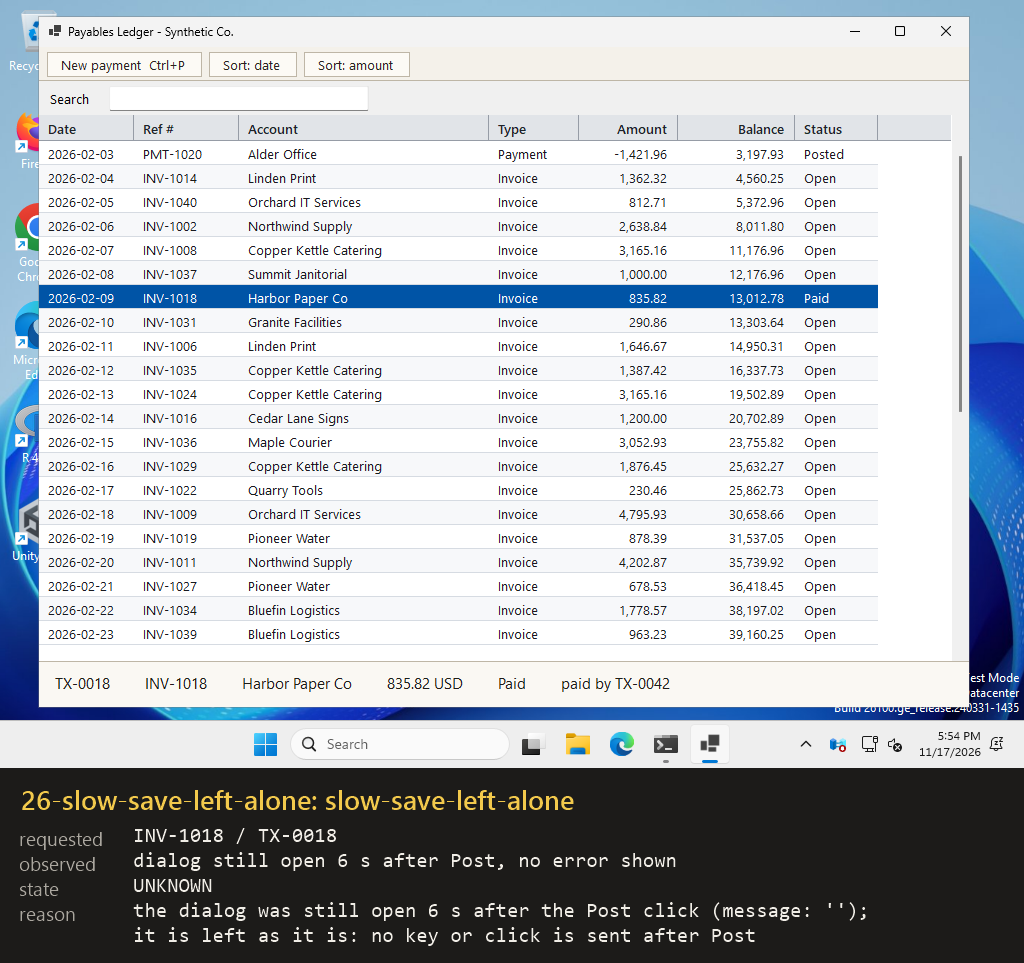 Payables Ledger - Synthetic Co.
New payment Ctrl+P Sort: date Sort: amount
Search
Date Ref # Account Type Amount Balance Status
2026-02-03 PMT-1020 Alder Office Payment -1,421.96 3,197.93 Posted
2026-02-04 INV-1014 Linden Print Invoice 1,362.32 4,560.25 Open
2026-02-05 INV-1040 Orchard IT Services Invoice 812.71 5,372.96 Open
2026-02-06 INV-1002 Northwind Supply Invoice 2,638.84 8,011.80 Open
2026-02-07 INV-1008 Copper Kettle Catering Invoice 3,165.16 11,176.96 Open
2026-02-08 INV-1037 Summit Janitorial Invoice 1,000.00 12,176.96 Open
2026-02-09 INV-1018 Harbor Paper Co Invoice 835.82 13,012.78 Paid
2026-02-10 INV-1031 Granite Facilities Invoice 290.86 13,303.64 Open
2026-02-11 INV-1006 Linden Print Invoice 1,646.67 14,950.31 Open
2026-02-12 INV-1035 Copper Kettle Catering Invoice 1,387.42 16,337.73 Open
2026-02-13 INV-1024 Copper Kettle Catering Invoice 3,165.16 19,502.89 Open
2026-02-14 INV-1016 Cedar Lane Signs Invoice 1,200.00 20,702.89 Open
2026-02-15 INV-1036 Maple Courier Invoice 3,052.93 23,755.82 Open
2026-02-16 INV-1029 Copper Kettle Catering Invoice 1,876.45 25,632.27 Open
2026-02-17 INV-1022 Quarry Tools Invoice 230.46 25,862.73 Open
2026-02-18 INV-1009 Orchard IT Services Invoice 4,795.93 30,658.66 Open
2026-02-19 INV-1019 Pioneer Water Invoice 878.39 31,537.05 Open
2026-02-20 INV-1011 Northwind Supply Invoice 4,202.87 35,739.92 Open
2026-02-21 INV-1027 Pioneer Water Invoice 678.53 36,418.45 Open
2026-02-22 INV-1034 Bluefin Logistics Invoice 1,778.57 38,197.02 Open
2026-02-23 INV-1039 Bluefin Logistics Invoice 963.23 39,160.25 Open
TX-0018 INV-1018 Harbor Paper Co 835.82 USD Paid paid by TX-0042
Recyc
Fire
Goo
Chr
Micr
Ed
R 4
Unity
est Mode
atacenter
Search
5:54 PM
11/17/2026
26-slow-save-left-alone: slow-save-left-alone
requested INV-1018 / TX-0018
observed dialog still open 6 s after Post, no error shown
state UNKNOWN
reason the dialog was still open 6 s after the Post click (message: '');
it is left as it is: no key or click is sent after Post